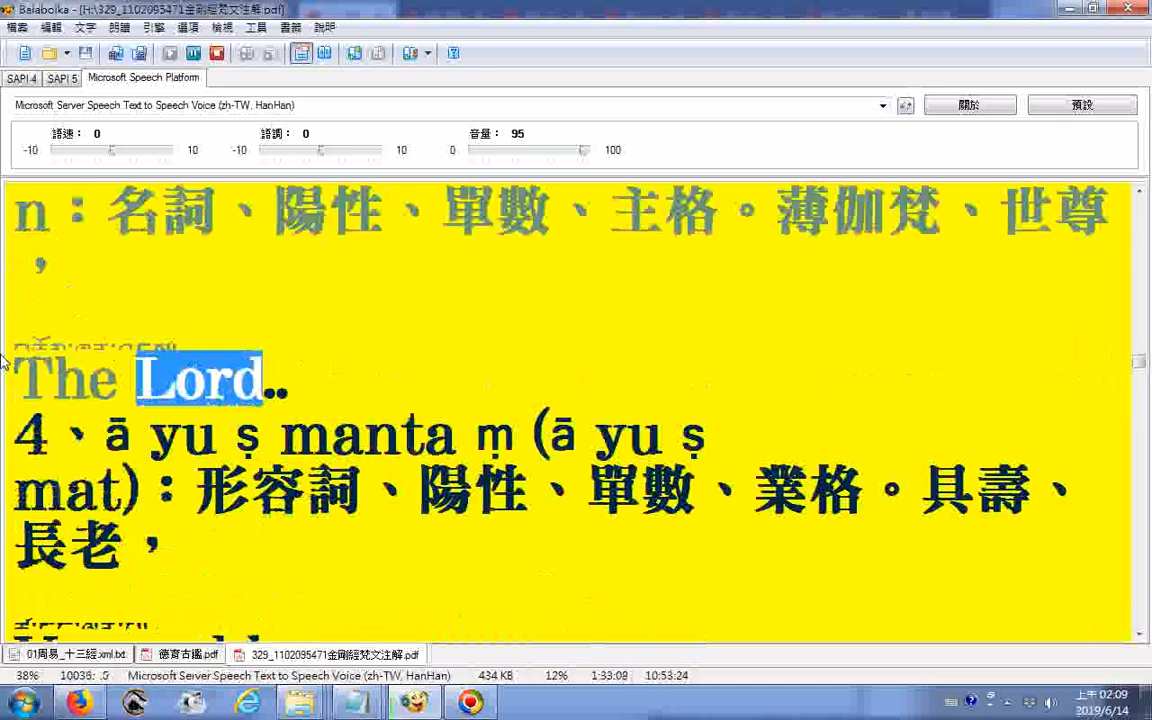 Balabolka - [H:\329_1102095471金剛經梵文注解.pdf]
檔案 編輯 文字 朗讀 引擎 選項 檢視 工具 書籤 說明
SAPI 4 SAPI 5 Microsoft Speech Platform
Microsoft Server Speech Text to Speech Voice (zh-TW, HanHan) 關於 預設
語速: 0 語調: 0 音量: 95
-10 10 -10 10 0 100
n:名詞、陽性、單數、主格。薄伽梵、世尊
,
The Lord..
4、ā yu ṣ manta ṃ (ā yu ṣ
mat):形容詞、陽性、單數、業格。具壽、
長老,
01周易_十三經.xml.txt 德育古鑑.pdf 329_1102095471金剛經梵文注解.pdf
38% Microsoft Server Speech Text to Speech Voice (zh-TW, HanHan) 434 KB 12% 1:33:08 10:53:24
上午 02:09
2019/6/14